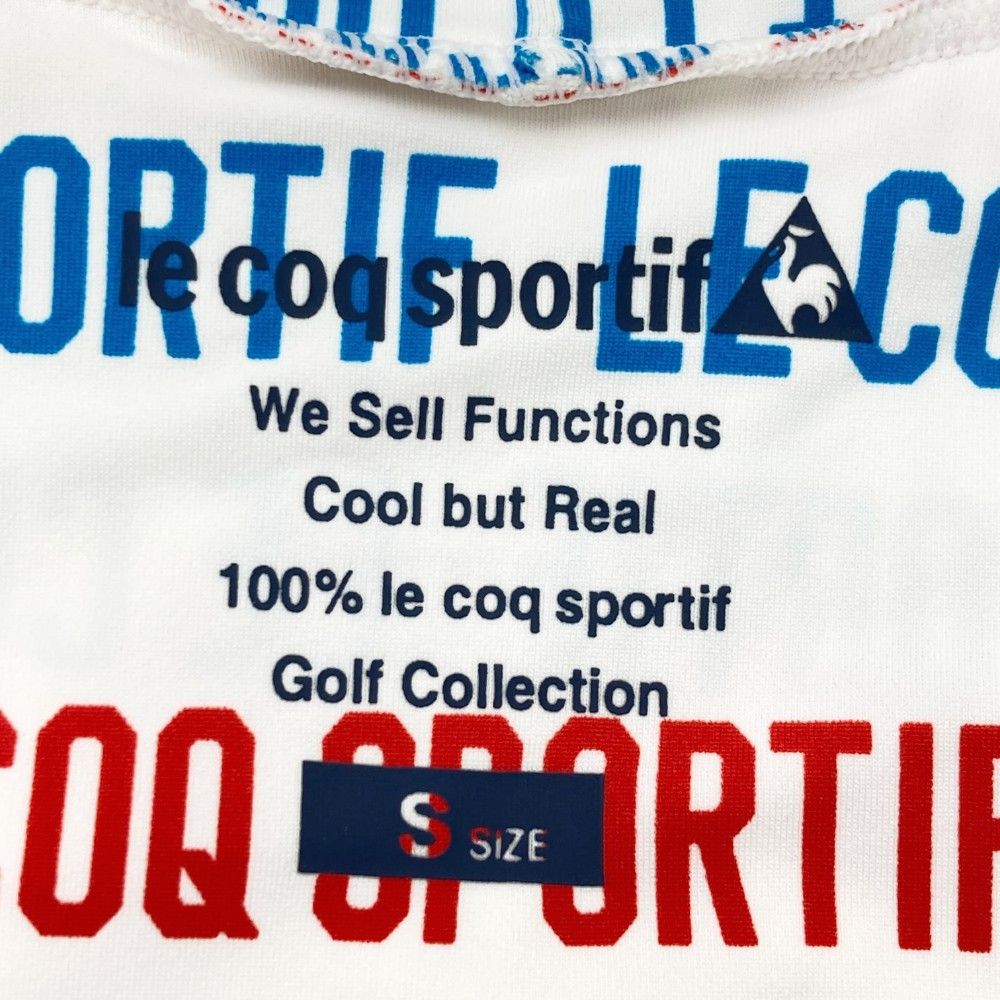 ORTIF LE CO
le coq sportif
We Sell Functions
Cool but Real
100% le coq sportif
Golf Collection
COQ SPORTIF
S SIZE